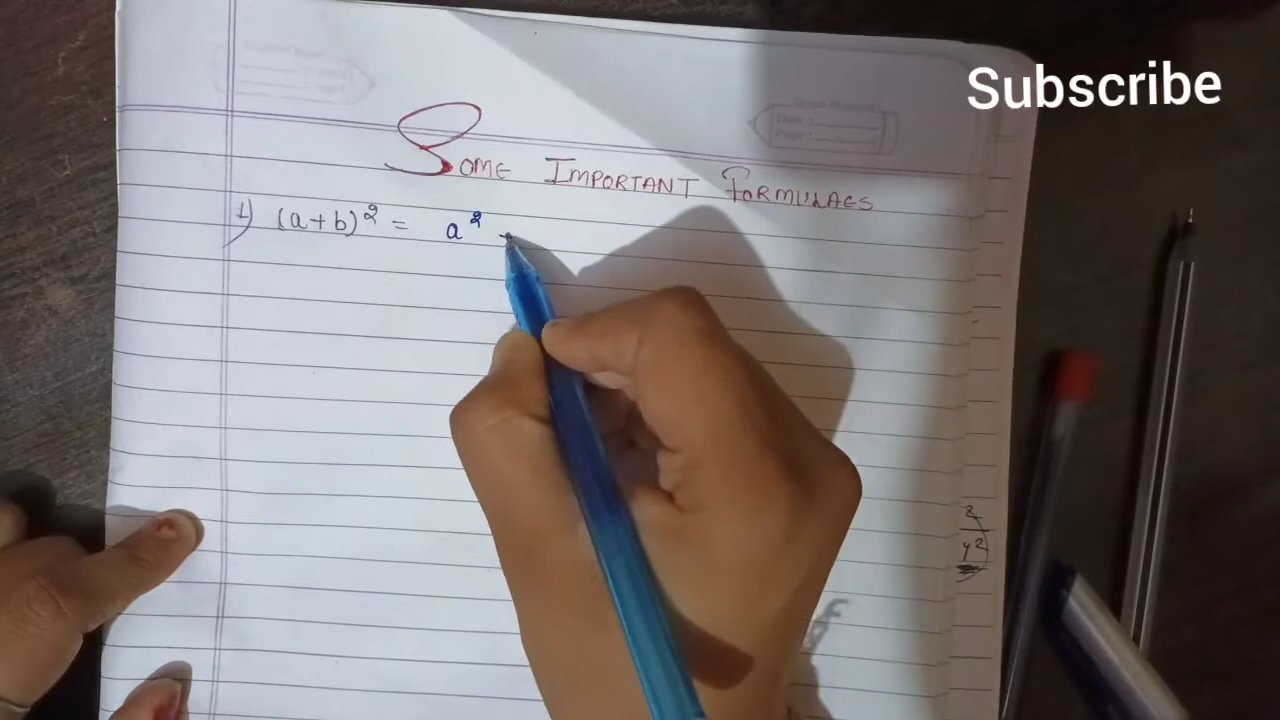 Subscribe
SOME IMPORTANT FORMULAES
1) (a+b)² = a²